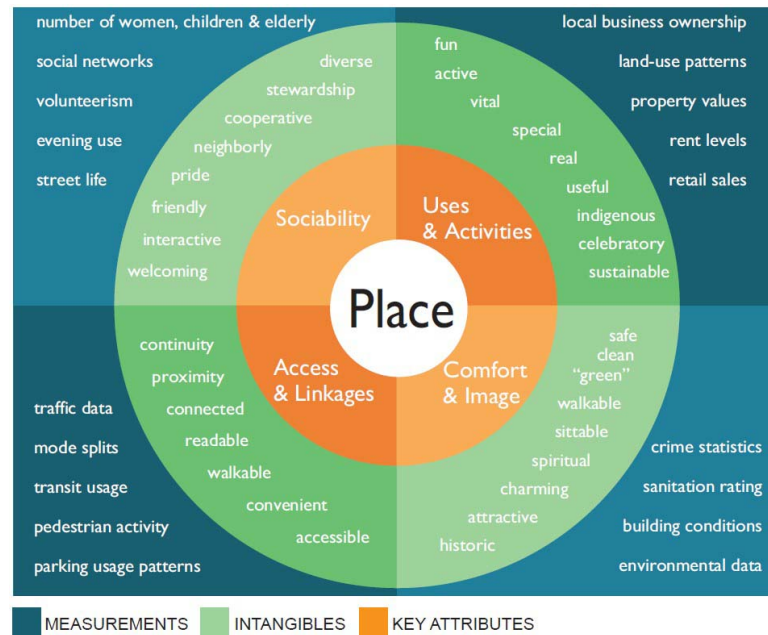 number of women, children & elderly
social networks
volunteerism
evening use
street life
diverse
stewardship
cooperative
neighborly
pride
friendly
interactive
welcoming
Sociability
fun
active
vital
special
real
useful
indigenous
celebratory
sustainable
Uses
& Activities
local business ownership
land-use patterns
property values
rent levels
retail sales
Place
traffic data
mode splits
transit usage
pedestrian activity
parking usage patterns
continuity
proximity
connected
readable
walkable
convenient
accessible
Access
& Linkages
Comfort
& Image
safe
clean
“green”
walkable
sittable
spiritual
charming
attractive
historic
crime statistics
sanitation rating
building conditions
environmental data
MEASUREMENTS
INTANGIBLES
KEY ATTRIBUTES